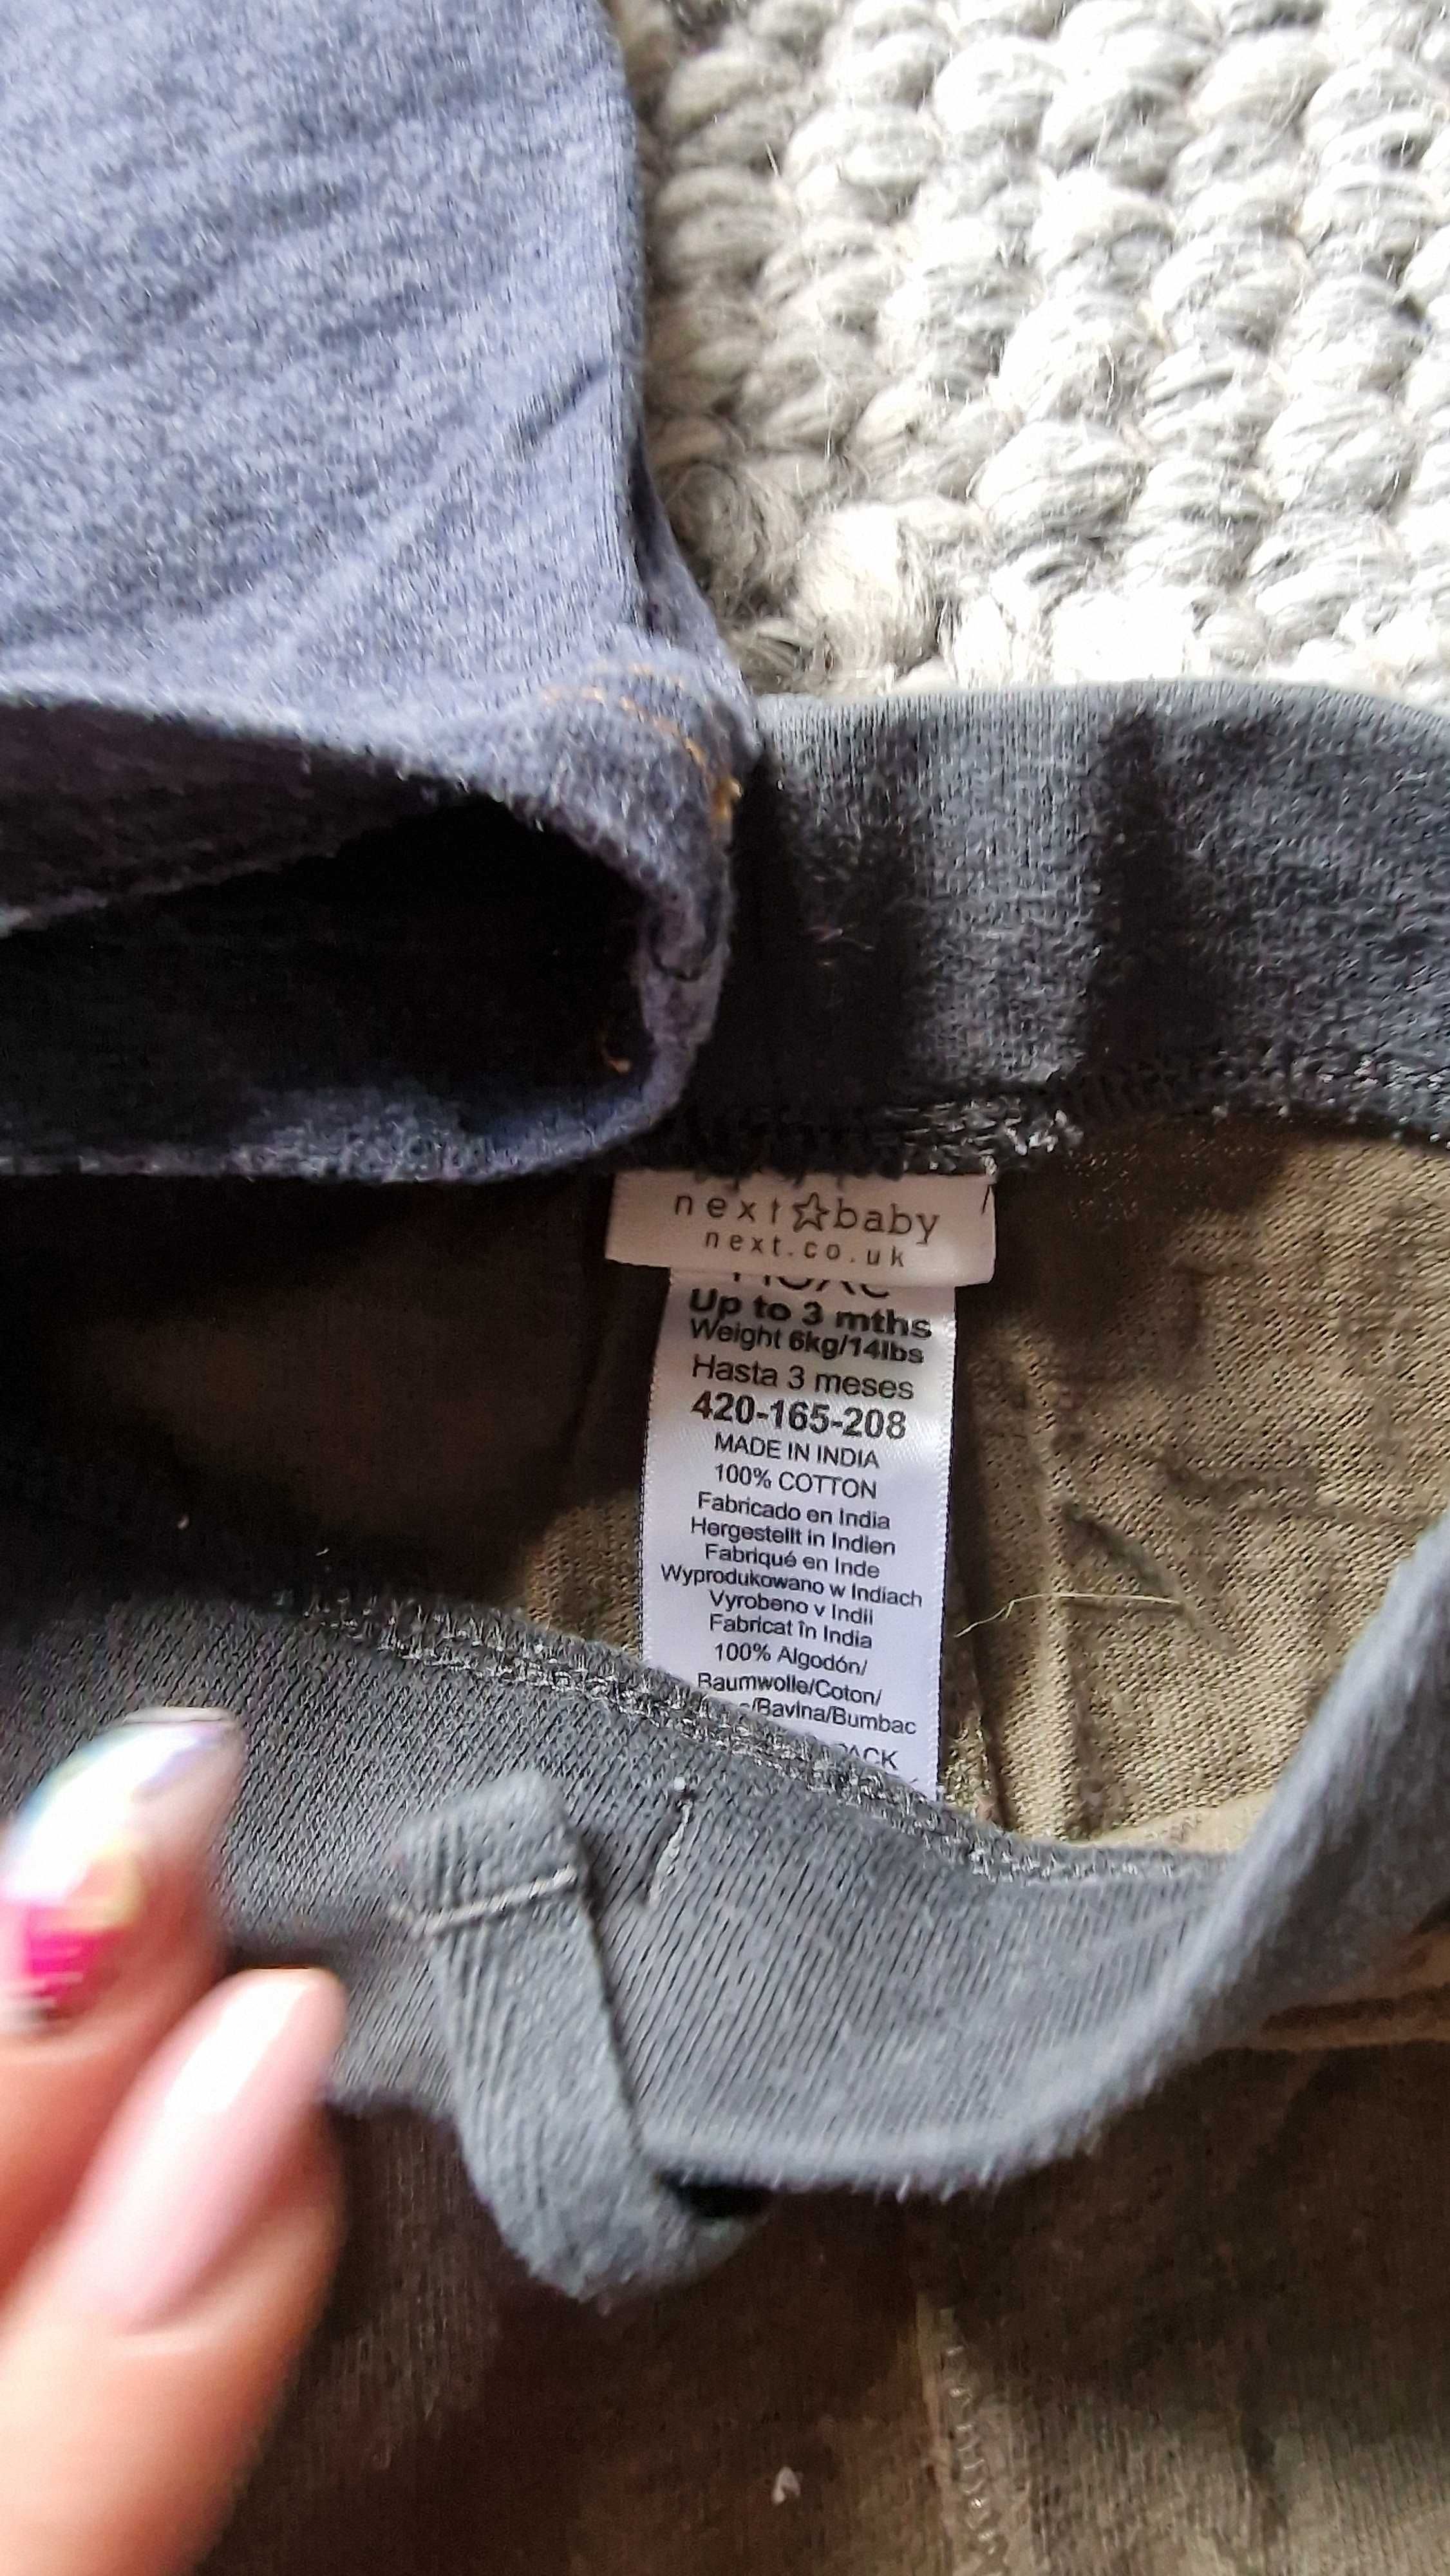 next☆baby
next.co.uk
Up to 3 mths
Weight 6kg/14lbs
Hasta 3 meses
420-165-208
MADE IN INDIA
100% COTTON
Fabricado en India
Hergestellt in Indien
Fabriqué en Inde
Wyprodukowano w Indiach
Vyrobeno v Indii
Fabricat în India
100% Algodón/
Baumwolle/Coton/
/Bavlna/Bumbac